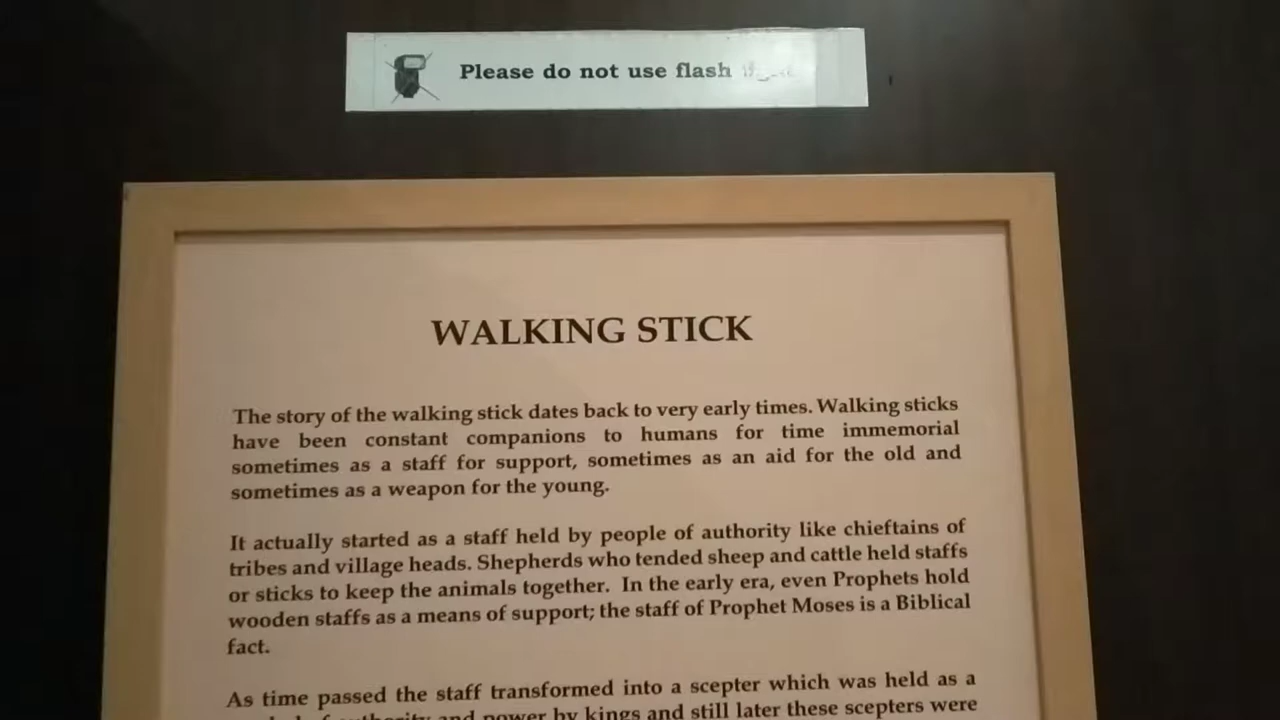 Please do not use flash
WALKING STICK
The story of the walking stick dates back to very early times. Walking sticks
have been constant companions to humans for time immemorial
sometimes as a staff for support, sometimes as an aid for the old and
sometimes as a weapon for the young.
It actually started as a staff held by people of authority like chieftains of
tribes and village heads. Shepherds who tended sheep and cattle held staffs
or sticks to keep the animals together. In the early era, even Prophets hold
wooden staffs as a means of support; the staff of Prophet Moses is a Biblical
fact.
As time passed the staff transformed into a scepter which was held as a
authority and power by kings and still later these scepters were